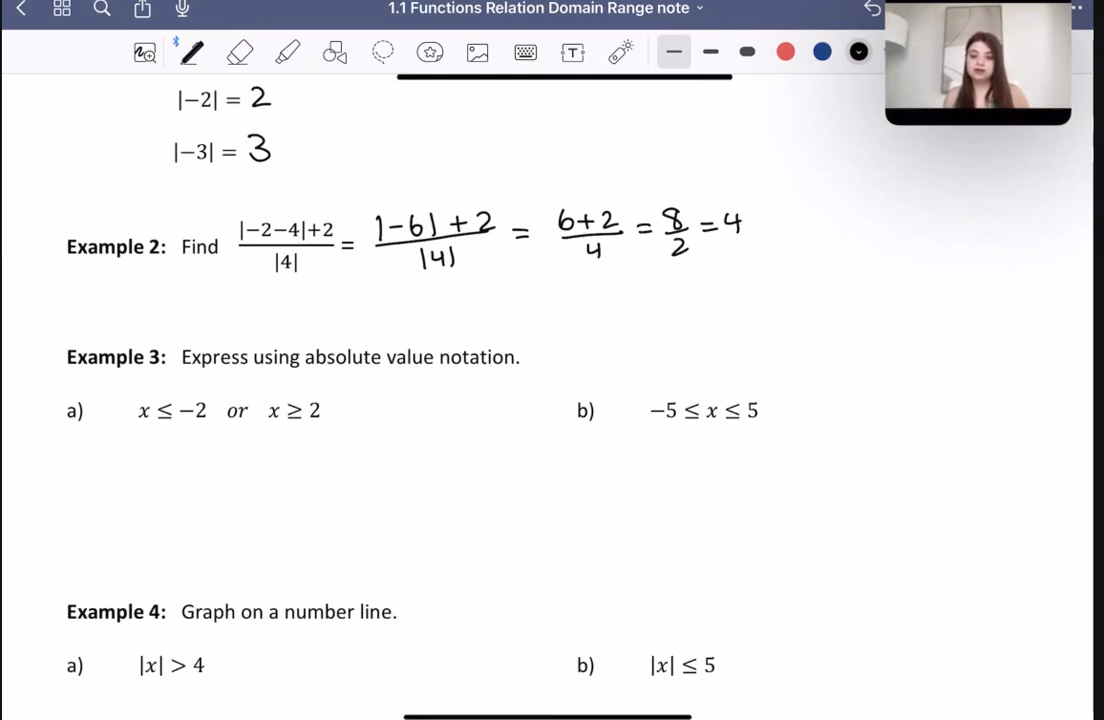 1.1 Functions Relation Domain Range note
|−2| = 2
|−3| = 3
Example 2: Find |−2−4|+2 / |4| = |-6|+2 / |4| = 6+2 / 4 = 8 / 2 = 4
Example 3: Express using absolute value notation.
a) x ≤ −2 or x ≥ 2 b) −5 ≤ x ≤ 5
Example 4: Graph on a number line.
a) |x| > 4 b) |x| ≤ 5